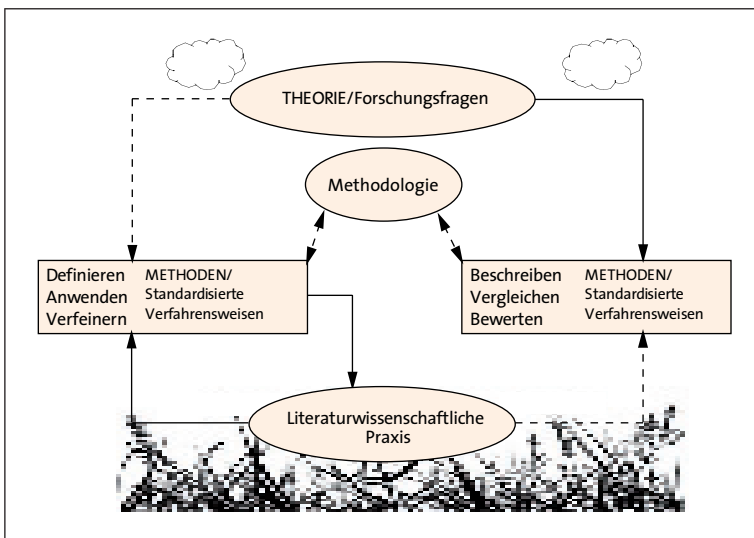 THEORIE/Forschungsfragen
Methodologie
Definieren
Anwenden
Verfeinern
METHODEN/
Standardisierte
Verfahrensweisen
Beschreiben
Vergleichen
Bewerten
METHODEN/
Standardisierte
Verfahrensweisen
Literaturwissenschaftliche
Praxis